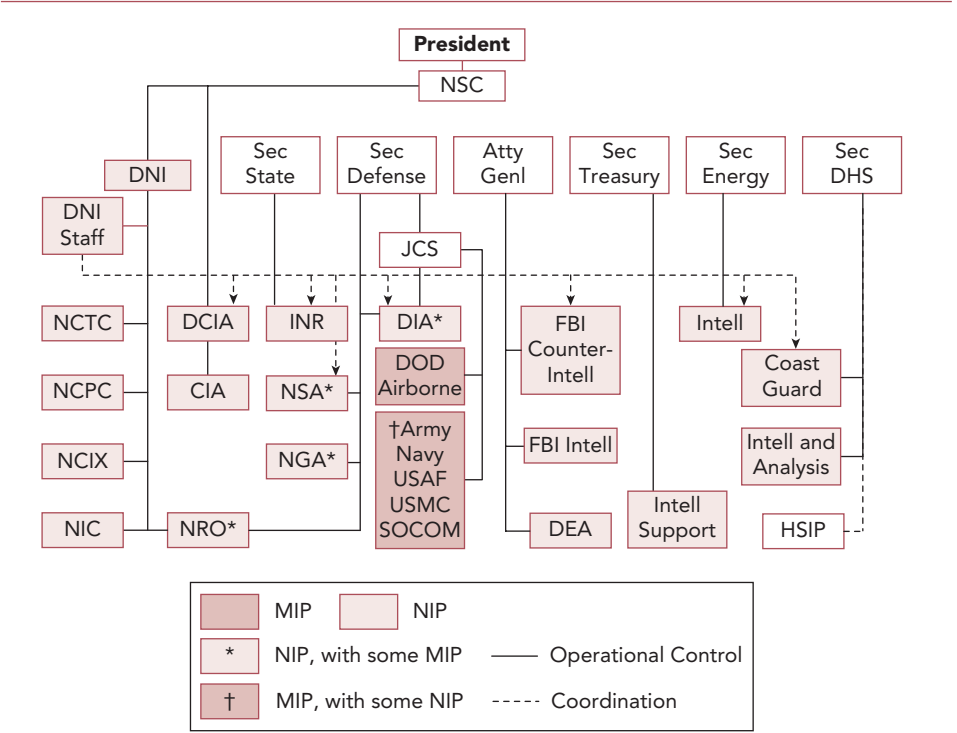 President
NSC
DNI
Sec
State
Sec
Defense
Atty
Genl
Sec
Treasury
Sec
Energy
Sec
DHS
DNI
Staff
JCS
NCTC
DCIA
INR
DIA*
FBI
Counter-
Intell
Intell
Coast
Guard
NCPC
CIA
NSA*
DOD
Airborne
NCIX
NGA*
†Army
Navy
USAF
USMC
SOCOM
FBI Intell
Intell and
Analysis
NIC
NRO*
DEA
Intell
Support
HSIP
MIP
NIP
*
NIP, with some MIP
Operational Control
†
MIP, with some NIP
Coordination